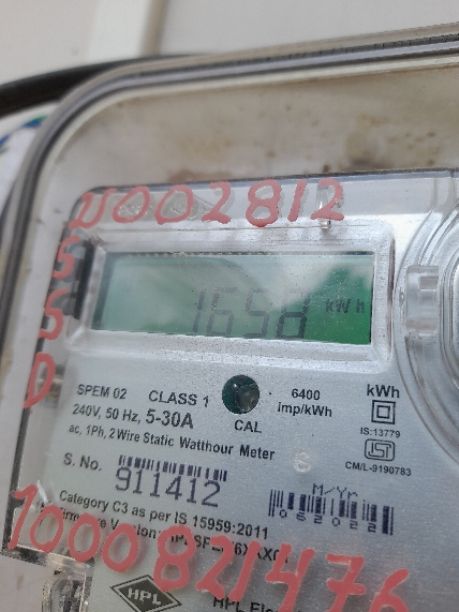 U002812
S
S
D
1658 kWh
SPEM 02 CLASS 1 6400 imp/kWh kWh
240V, 50 Hz, 5-30A CAL
ac, 1Ph, 2 Wire Static Watthour Meter
IS:13779
CM/L-9190783
S. No. 911412
M/Yr
062022
Category C3 as per IS 15959:2011
1000821476
HPL
HPL